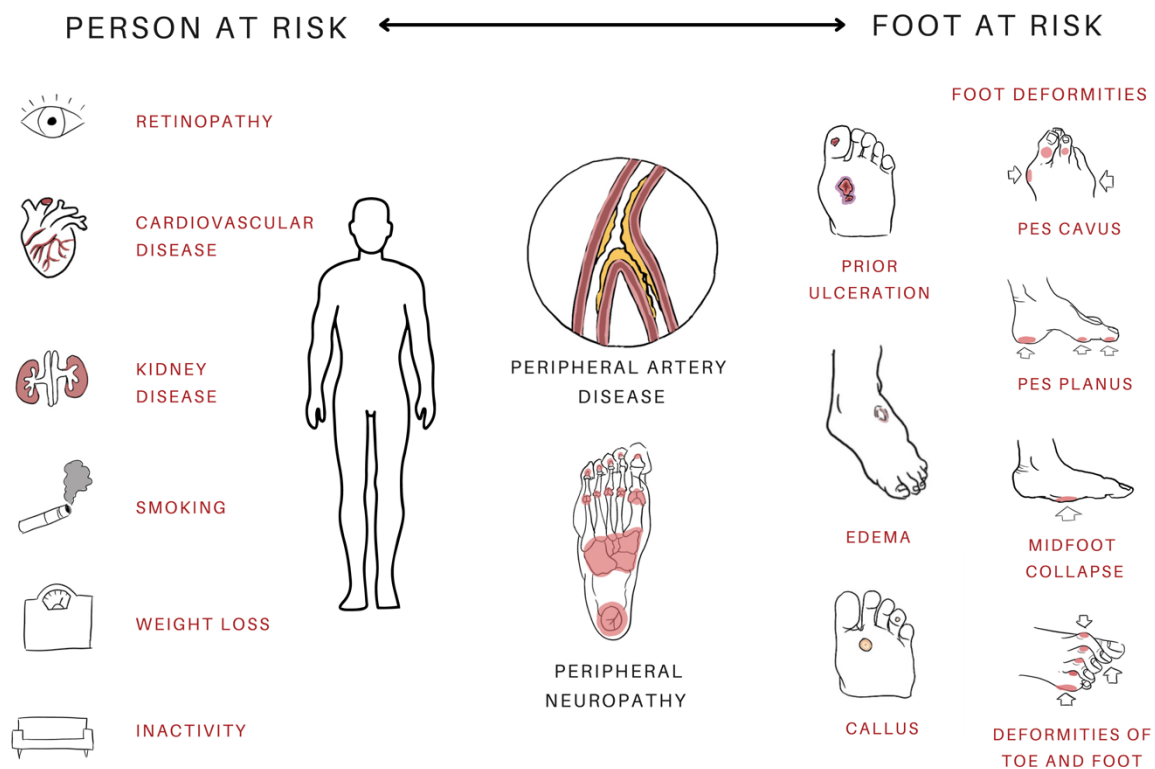 PERSON AT RISK
FOOT AT RISK
RETINOPATHY
CARDIOVASCULAR
DISEASE
KIDNEY
DISEASE
SMOKING
WEIGHT LOSS
INACTIVITY
PERIPHERAL ARTERY
DISEASE
PERIPHERAL
NEUROPATHY
PRIOR
ULCERATION
EDEMA
CALLUS
FOOT DEFORMITIES
PES CAVUS
PES PLANUS
MIDFOOT
COLLAPSE
DEFORMITIES OF
TOE AND FOOT